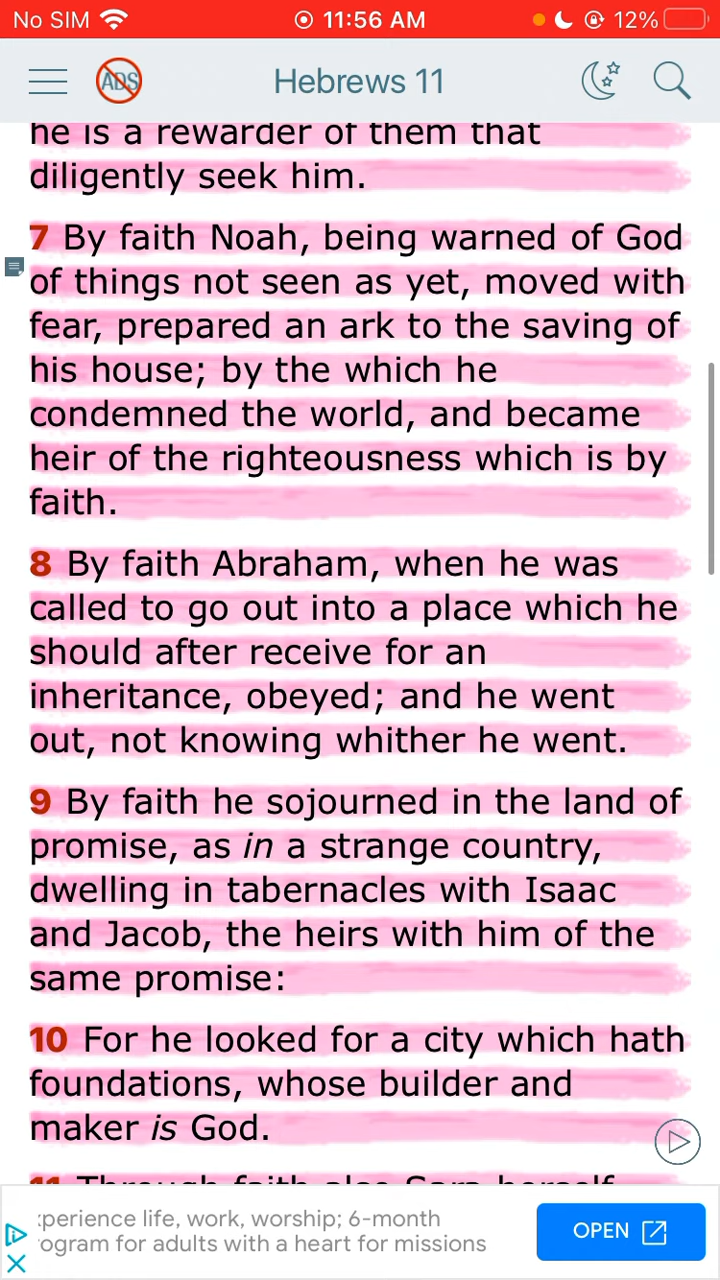 No SIM 11:56 AM 12%
ADS Hebrews 11
he is a rewarder of them that
diligently seek him.
7 By faith Noah, being warned of God
of things not seen as yet, moved with
fear, prepared an ark to the saving of
his house; by the which he
condemned the world, and became
heir of the righteousness which is by
faith.
8 By faith Abraham, when he was
called to go out into a place which he
should after receive for an
inheritance, obeyed; and he went
out, not knowing whither he went.
9 By faith he sojourned in the land of
promise, as in a strange country,
dwelling in tabernacles with Isaac
and Jacob, the heirs with him of the
same promise:
10 For he looked for a city which hath
foundations, whose builder and
maker is God.
11 Through faith also Sara herself
xperience life, work, worship; 6-month
ogram for adults with a heart for missions
OPEN